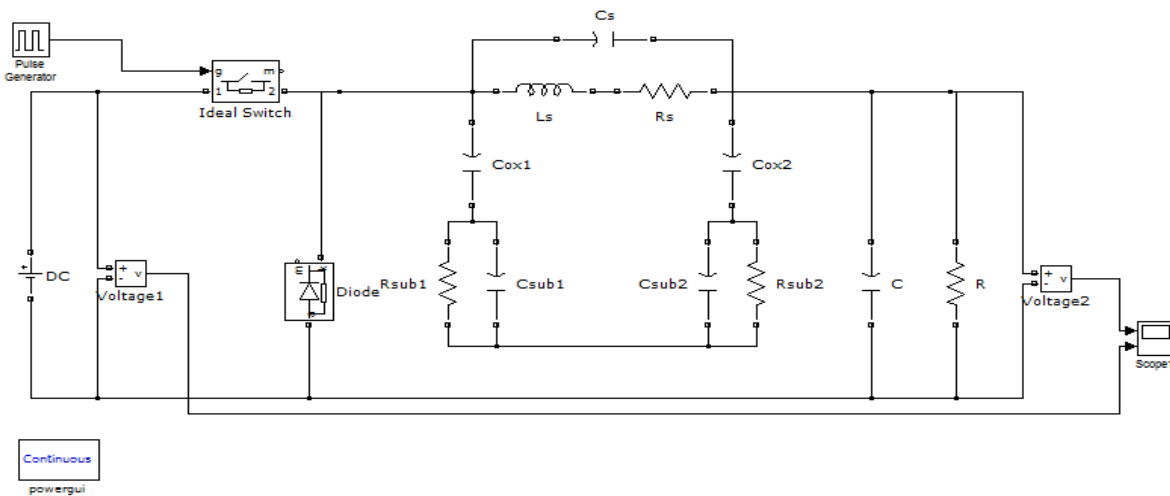 Cs
Pulse
Generator
g m
1 2
Ideal Switch
Ls
Rs
Cox1
Cox2
DC
+
-
v
Voltage1
m
Diode
Rsub1
Csub1
Csub2
Rsub2
C
R
+
-
v
Voltage2
Scope1
Continuous
powergui